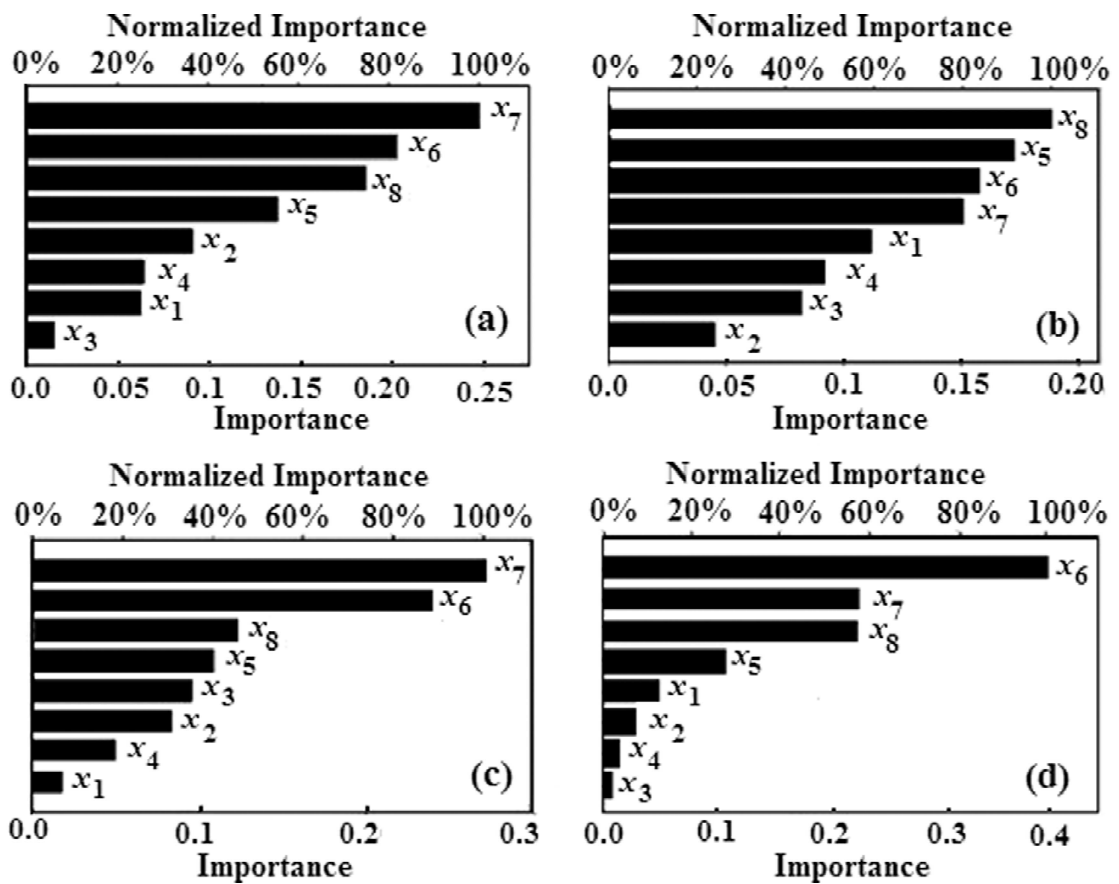 Normalized Importance
0% 20% 40% 60% 80% 100%
x7
x6
x8
x5
x2
x4
x1
x3
(a)
0.0 0.05 0.1 0.15 0.20 0.25
Importance
Normalized Importance
0% 20% 40% 60% 80% 100%
x8
x5
x6
x7
x1
x4
x3
x2
(b)
0.0 0.05 0.1 0.15 0.20
Importance
Normalized Importance
0% 20% 40% 60% 80% 100%
x7
x6
x8
x5
x3
x2
x4
x1
(c)
0.0 0.1 0.2 0.3
Importance
Normalized Importance
0% 20% 40% 60% 80% 100%
x6
x7
x8
x5
x1
x2
x4
x3
(d)
0.0 0.1 0.2 0.3 0.4
Importance